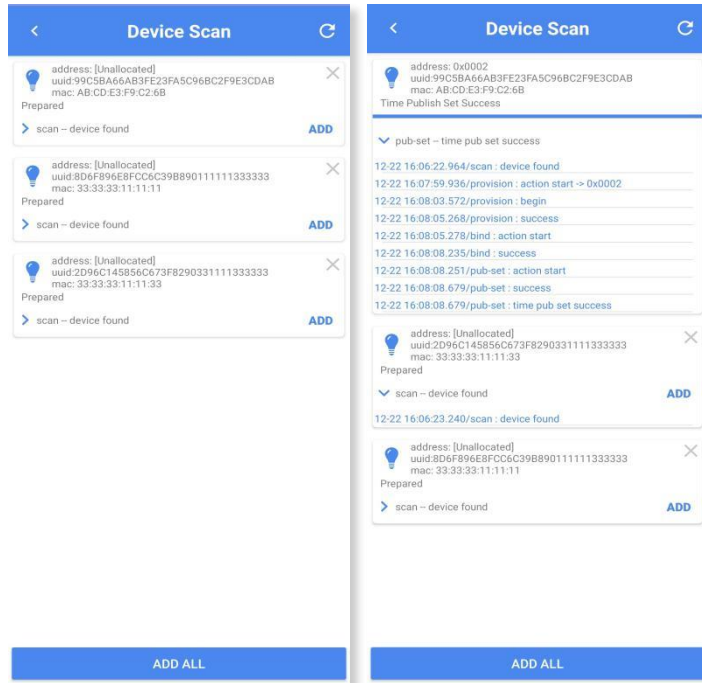 Device Scan
address: [Unallocated]
uuid:99C5BA66AB3FE23FA5C96BC2F9E3CDAB
mac: AB:CD:E3:F9:C2:6B
Prepared
scan -- device found
ADD
address: [Unallocated]
uuid:8D6F896E8FCC6C39B890111111333333
mac: 33:33:33:11:11:11
Prepared
scan -- device found
ADD
address: [Unallocated]
uuid:2D96C145856C673F8290331111333333
mac: 33:33:33:11:11:33
Prepared
scan -- device found
ADD
ADD ALL
Device Scan
address: 0x0002
uuid:99C5BA66AB3FE23FA5C96BC2F9E3CDAB
mac: AB:CD:E3:F9:C2:6B
Time Publish Set Success
pub-set -- time pub set success
12-22 16:06:22.964/scan : device found
12-22 16:07:59.936/provision : action start -> 0x0002
12-22 16:08:03.572/provision : begin
12-22 16:08:05.268/provision : success
12-22 16:08:05.278/bind : action start
12-22 16:08:08.235/bind : success
12-22 16:08:08.251/pub-set : action start
12-22 16:08:08.679/pub-set : success
12-22 16:08:08.679/pub-set : time pub set success
address: [Unallocated]
uuid:2D96C145856C673F8290331111333333
mac: 33:33:33:11:11:33
Prepared
scan -- device found
ADD
12-22 16:06:23.240/scan : device found
address: [Unallocated]
uuid:8D6F896E8FCC6C39B890111111333333
mac: 33:33:33:11:11:11
Prepared
scan -- device found
ADD
ADD ALL